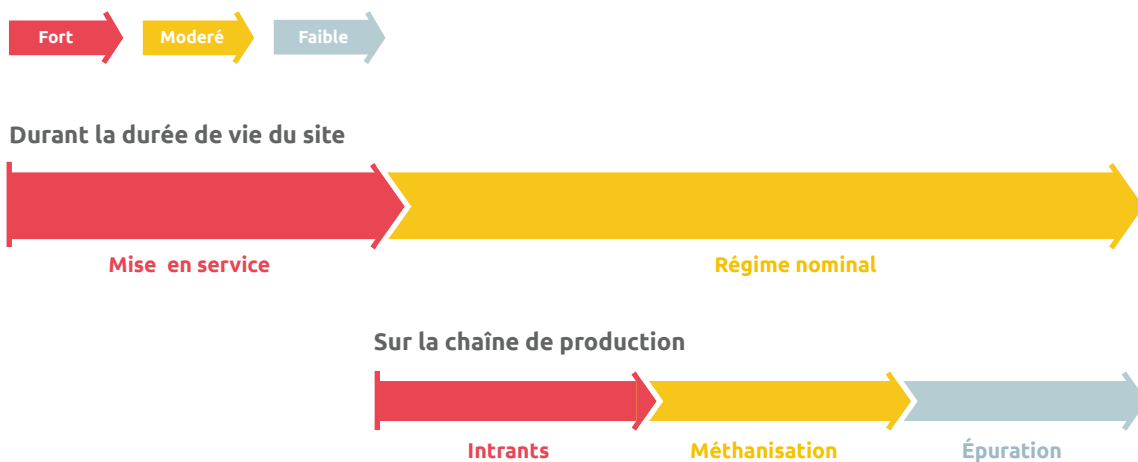 Fort Moderé Faible
Durant la durée de vie du site
Mise en service Régime nominal
Sur la chaîne de production
Intrants Méthanisation Épuration